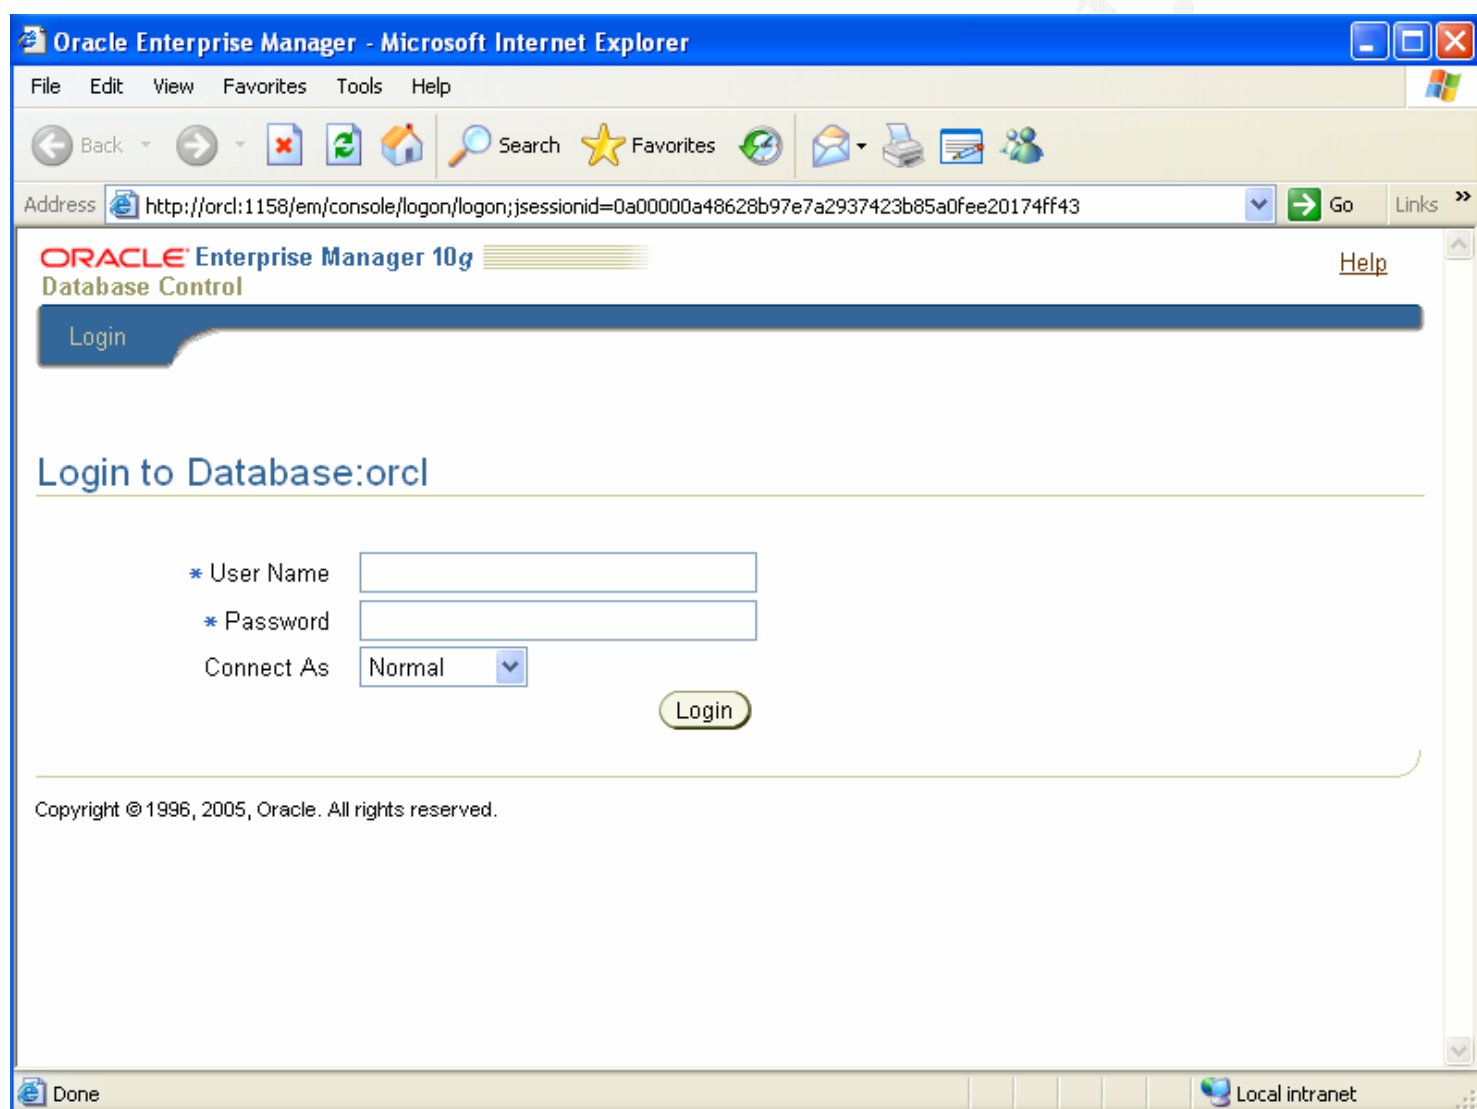 Oracle Enterprise Manager - Microsoft Internet Explorer
File Edit View Favorites Tools Help
Back Search Favorites
Address http://orcl:1158/em/console/logon/logon;jsessionid=0a00000a48628b97e7a2937423b85a0fee20174ff43 Go Links »
ORACLE Enterprise Manager 10g
Database Control
Help
Login
Login to Database:orcl
* User Name
* Password
Connect As Normal
Login
Copyright © 1996, 2005, Oracle. All rights reserved.
Done Local intranet